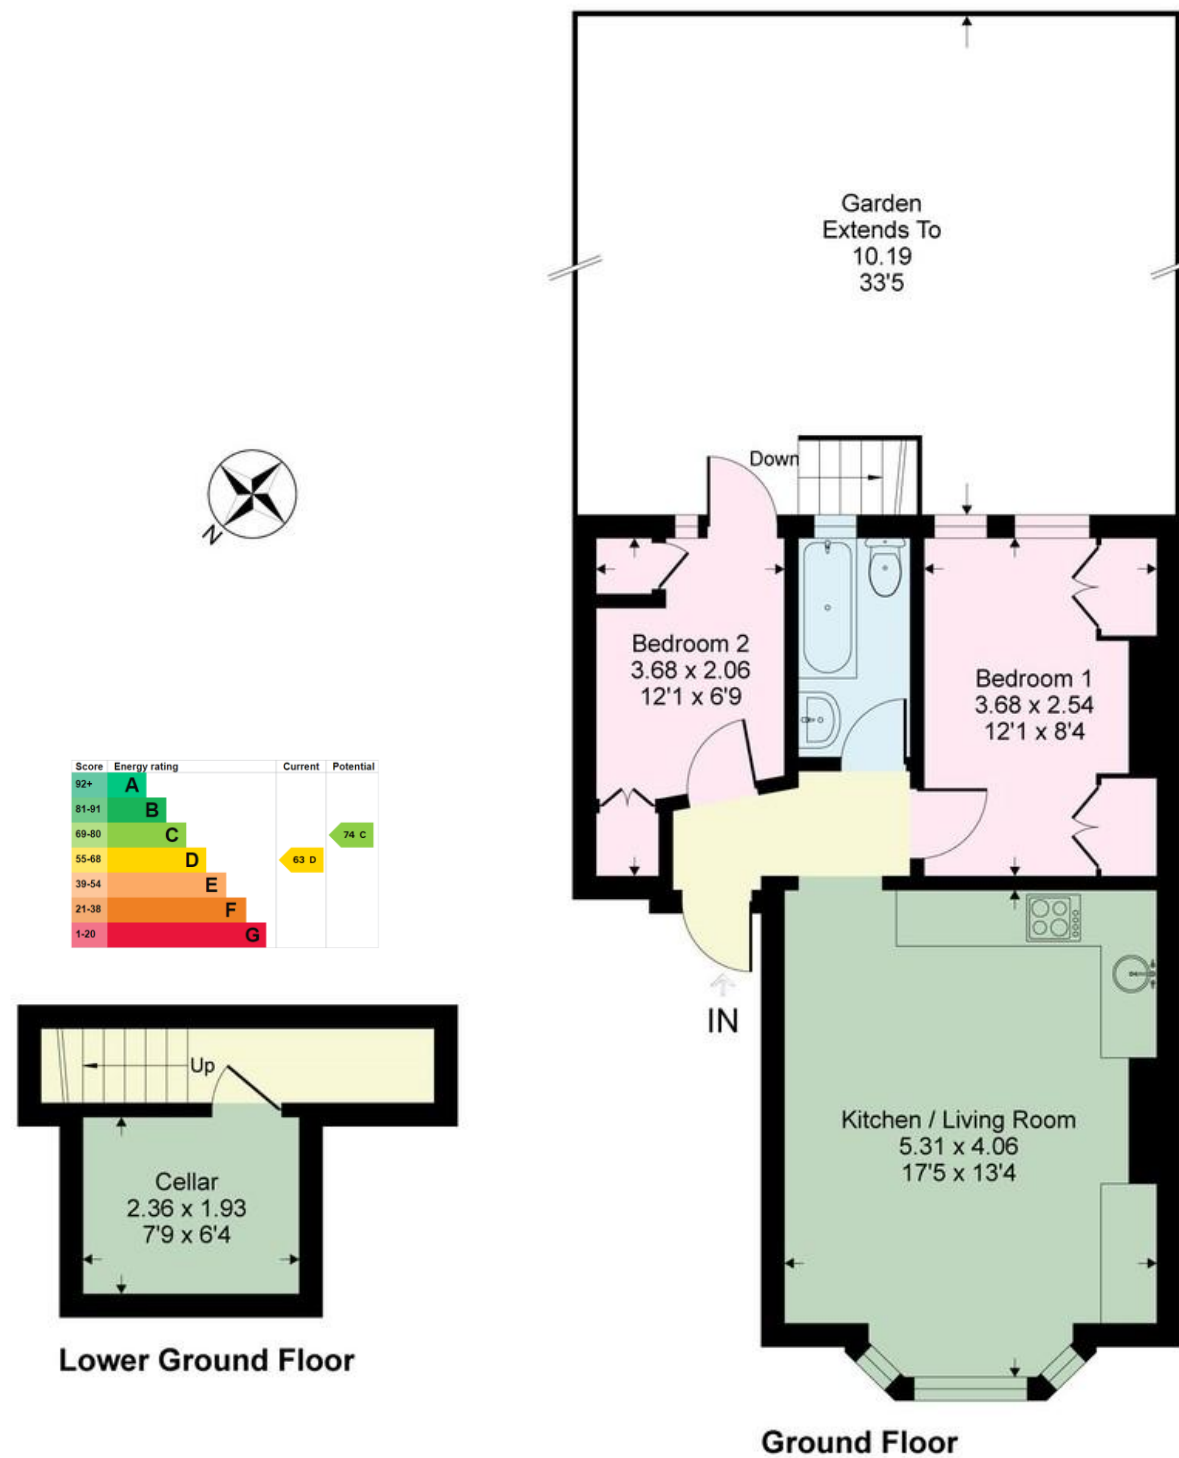 Garden
Extends To
10.19
33'5
Down
N
Bedroom 2
3.68 x 2.06
12'1 x 6'9
Bedroom 1
3.68 x 2.54
12'1 x 8'4
Score Energy rating Current Potential
92+ A
81-91 B
69-80 C 74 C
55-68 D 63 D
39-54 E
21-38 F
1-20 G
IN
Up
Cellar
2.36 x 1.93
7'9 x 6'4
Kitchen / Living Room
5.31 x 4.06
17'5 x 13'4
Lower Ground Floor
Ground Floor